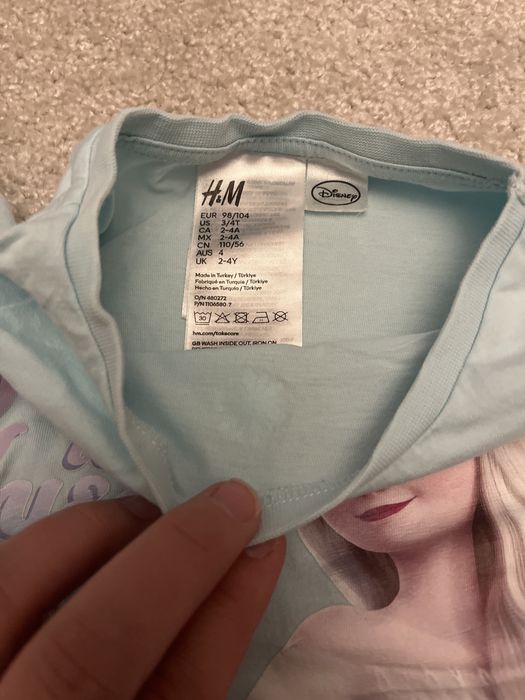 H&M
Disney
EUR 98/104
US 3/4T
CA 2-4A
MX 2-4A
CN 110/56
AUS 4
UK 2-4Y
Made in Turkey / Türkiye
Fabriqué en Turquie / Türkiye
Hecho en Turquía / Türkiye
O/N 480272
P/N 1106580 7
30
hm.com/takecare
GB WASH INSIDE OUT. IRON ON